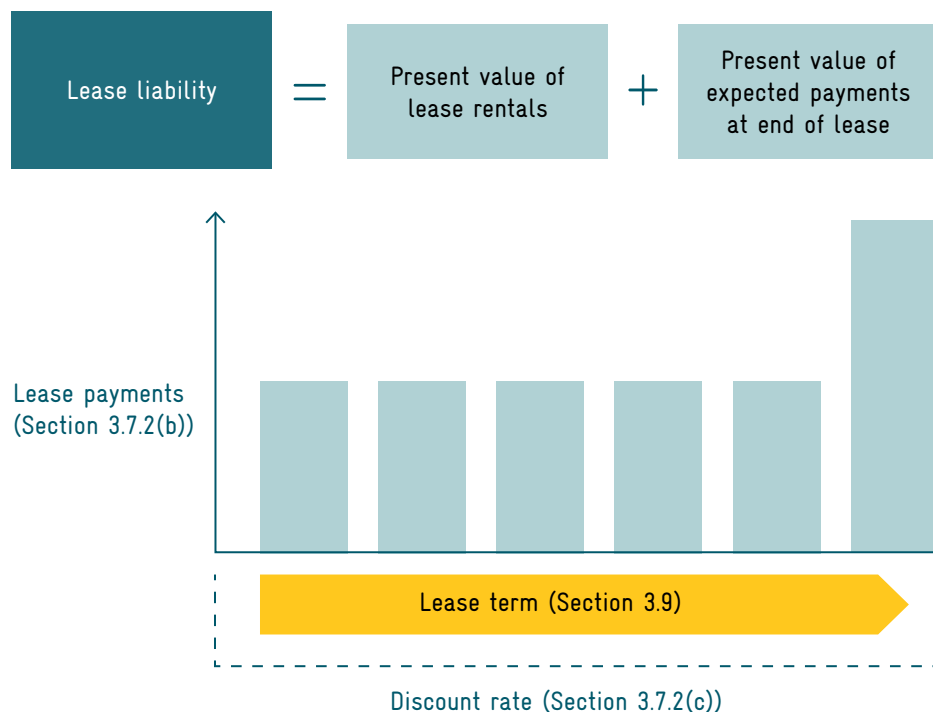 Lease liability
=
Present value of
lease rentals
+
Present value of
expected payments
at end of lease
Lease payments
(Section 3.7.2(b))
Lease term (Section 3.9)
Discount rate (Section 3.7.2(c))